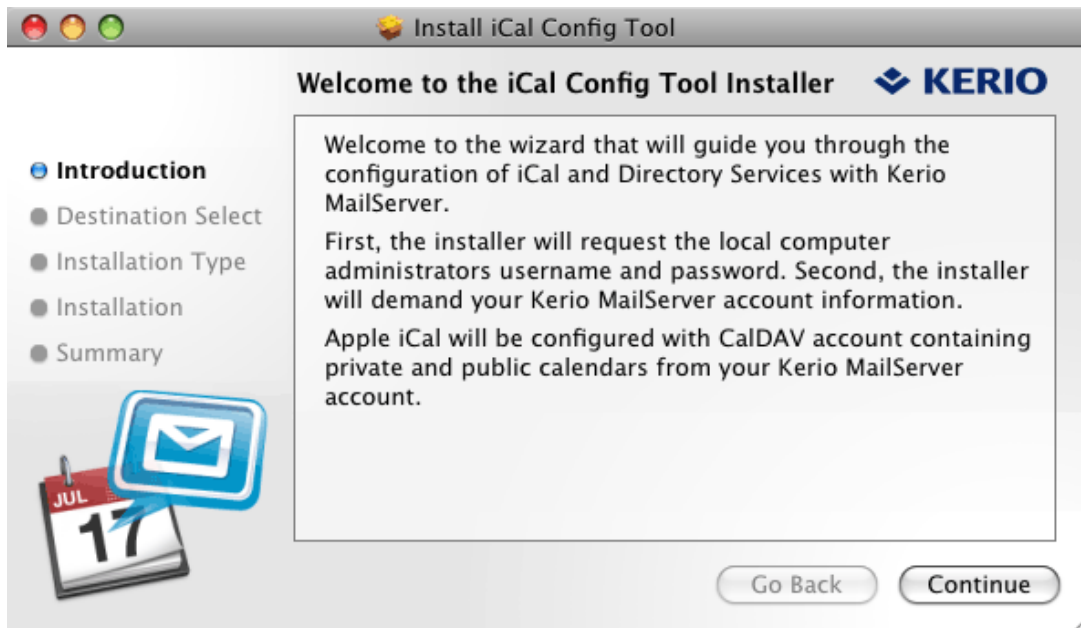 Install iCal Config Tool
Welcome to the iCal Config Tool Installer
KERIO
Introduction
Destination Select
Installation Type
Installation
Summary
Welcome to the wizard that will guide you through the
configuration of iCal and Directory Services with Kerio
MailServer.
First, the installer will request the local computer
administrators username and password. Second, the installer
will demand your Kerio MailServer account information.
Apple iCal will be configured with CalDAV account containing
private and public calendars from your Kerio MailServer
account.
JUL
17
Go Back
Continue